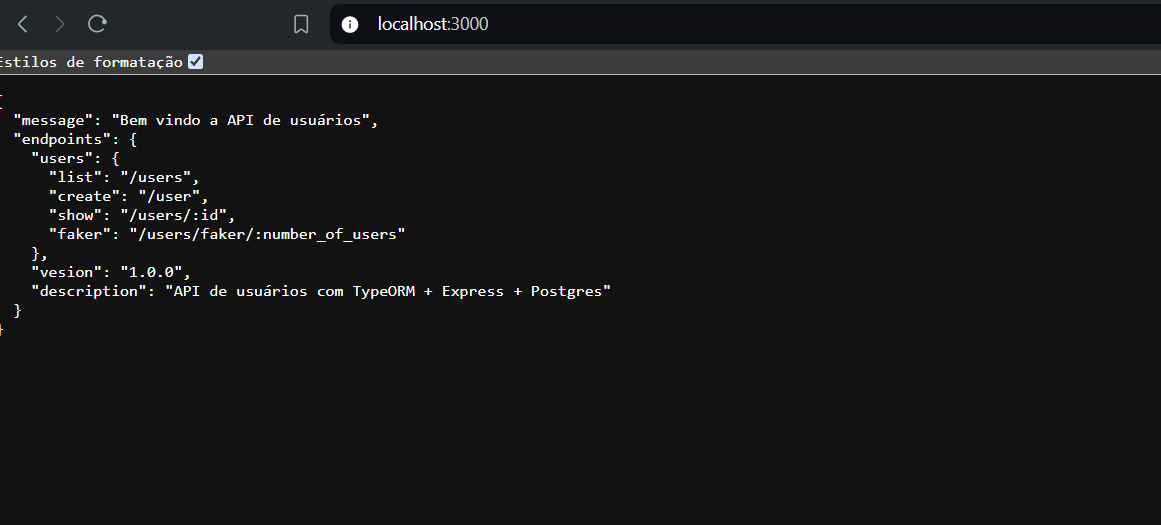 localhost:3000
Estilos de formatação
{
"message": "Bem vindo a API de usuários",
"endpoints": {
"users": {
"list": "/users",
"create": "/user",
"show": "/users/:id",
"faker": "/users/faker/:number_of_users"
},
"vesion": "1.0.0",
"description": "API de usuários com TypeORM + Express + Postgres"
}
}